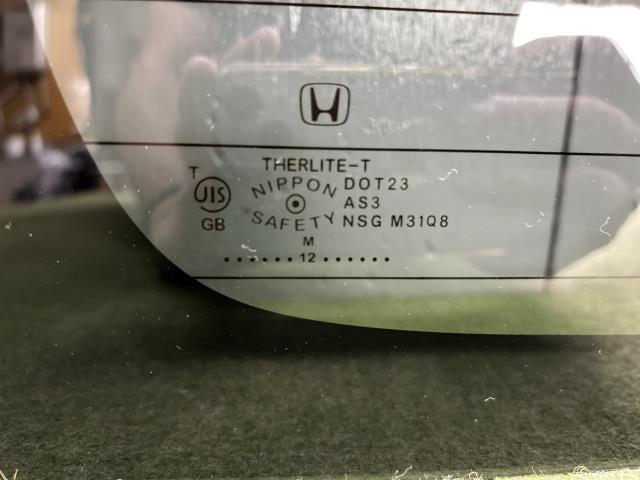 THERLITE-T
T
JIS
GB
NIPPON
SAFETY
DOT23
AS3
NSG M31Q8
M
......12......